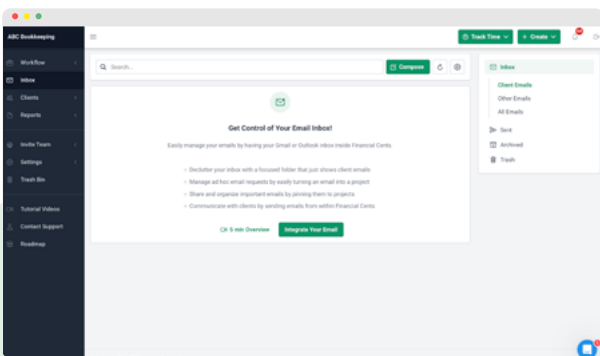 ABC Bookkeeping
Track Time
+ Create
Workflow
Inbox
Clients
Reports
Invite Team
Settings
Trash Bin
Tutorial Videos
Contact Support
Roadmap
Search...
Compose
Get Control of Your Email Inbox!
Easily manage your emails by having your Gmail or Outlook inbox inside Financial Cents.
Declutter your inbox with a focused folder that just shows client emails
Manage ad hoc email requests by easily turning an email into a project
Share and organize important emails by pinning them to projects
Communicate with clients by sending emails from within Financial Cents
5 min Overview
Integrate Your Email
Inbox
Client Emails
Other Emails
All Emails
Sent
Archived
Trash